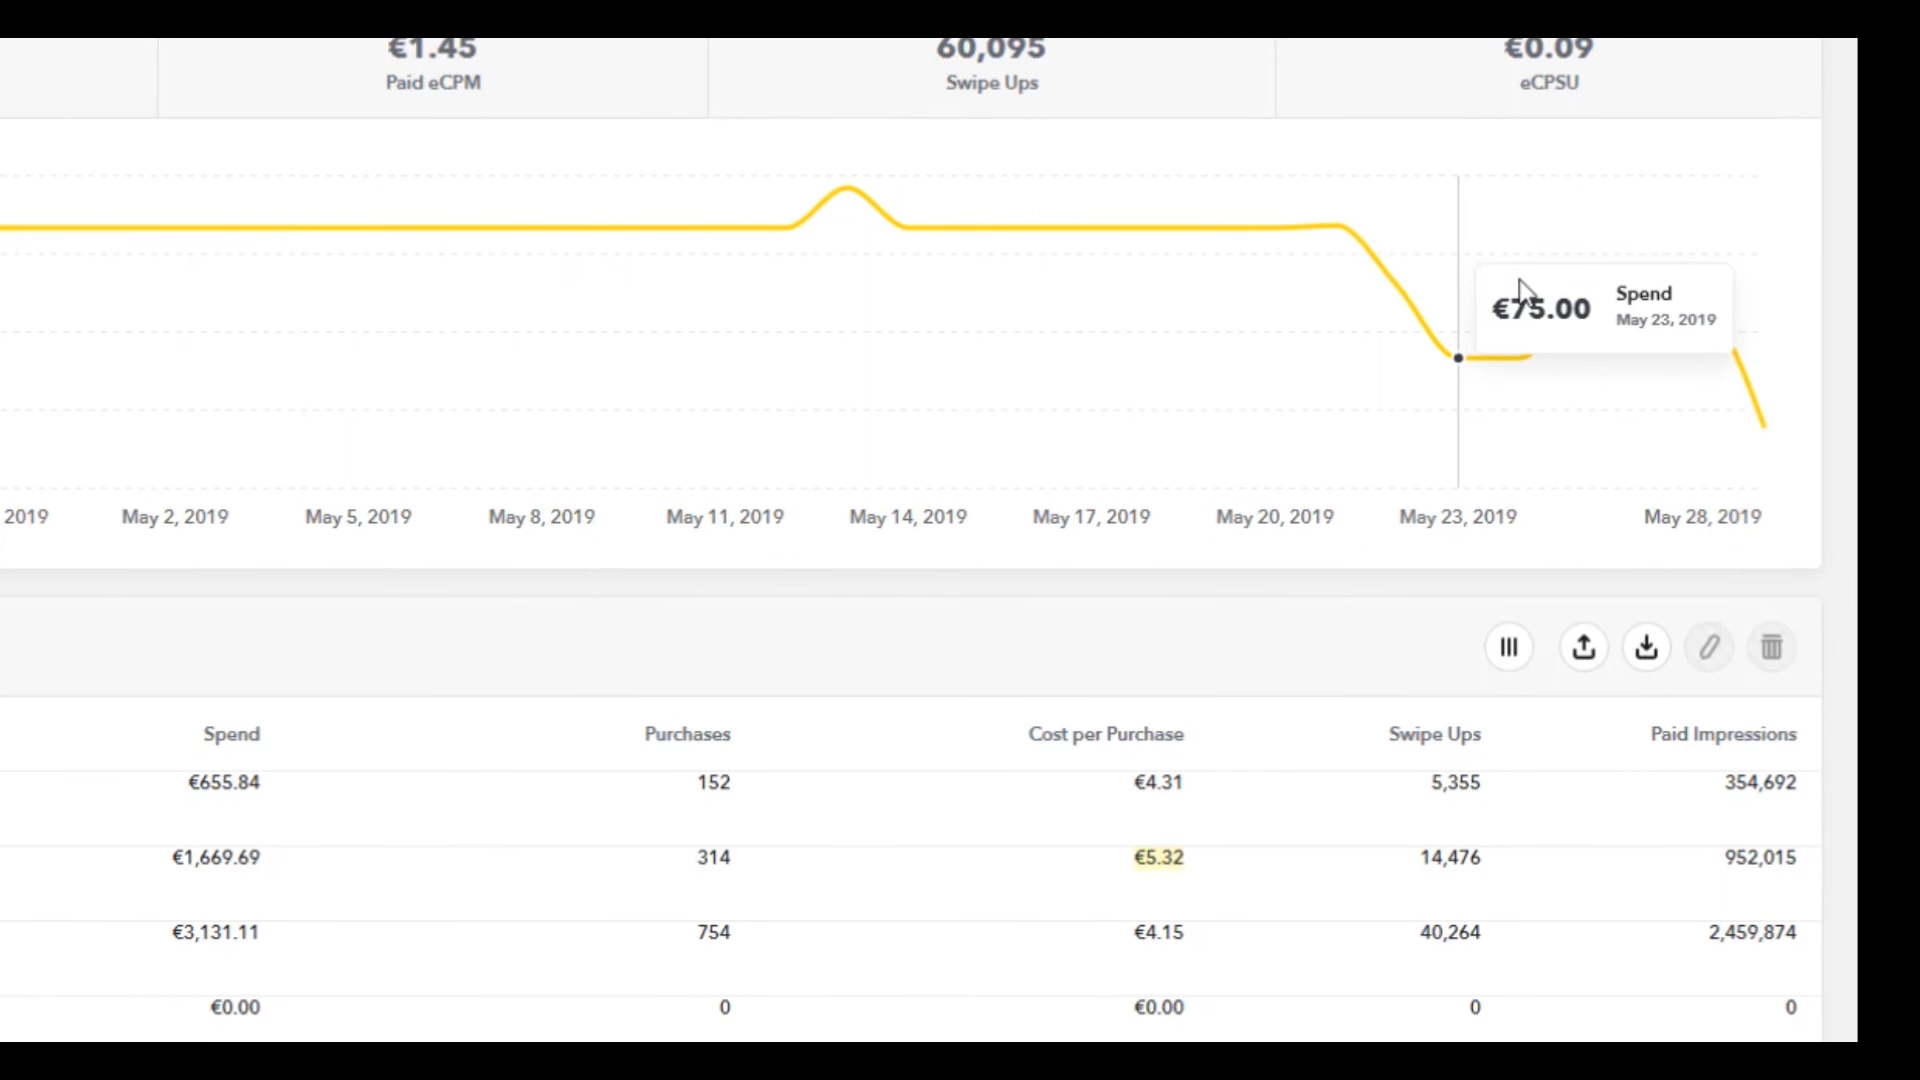 €1.45 60,095 €0.09
Paid eCPM Swipe Ups eCPSU
€75.00 Spend
May 23, 2019
2019 May 2, 2019 May 5, 2019 May 8, 2019 May 11, 2019 May 14, 2019 May 17, 2019 May 20, 2019 May 23, 2019 May 28, 2019
Spend Purchases Cost per Purchase Swipe Ups Paid Impressions
€655.84 152 €4.31 5,355 354,692
€1,669.69 314 €5.32 14,476 952,015
€3,131.11 754 €4.15 40,264 2,459,874
€0.00 0 €0.00 0 0